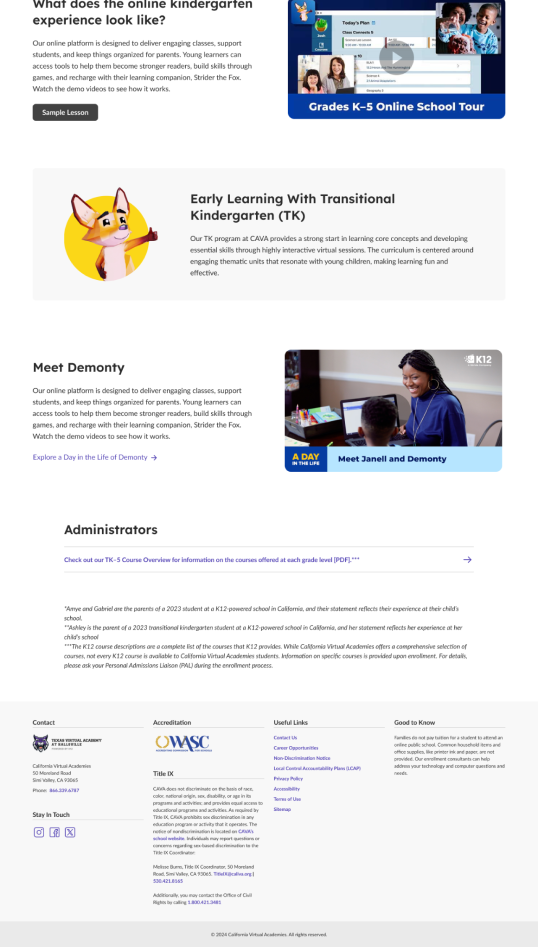 What does the online kindergarten
experience look like?
Our online platform is designed to deliver engaging classes, support
students, and keep things organized for parents. Young learners can
access tools to help them become stronger readers, build skills through
games, and recharge with their learning companion, Strider the Fox.
Watch the demo videos to see how it works.
Sample Lesson
Today's Plan
Class Connects 5
Grades K–5 Online School Tour
Early Learning With Transitional
Kindergarten (TK)
Our TK program at CAVA provides a strong start in learning core concepts and developing
essential skills through highly interactive virtual sessions. The curriculum is centered around
engaging thematic units that resonate with young children, making learning fun and
effective.
Meet Demonty
Our online platform is designed to deliver engaging classes, support
students, and keep things organized for parents. Young learners can
access tools to help them become stronger readers, build skills through
games, and recharge with their learning companion, Strider the Fox.
Watch the demo videos to see how it works.
Explore a Day in the Life of Demonty →
K12
A DAY
IN THE LIFE
Meet Janell and Demonty
Administrators
Check out our TK–5 Course Overview for information on the courses offered at each grade level [PDF].*** →
*Amye and Gabriel are the parents of a 2023 student at a K12-powered school in California, and their statement reflects their experience at their child's
school.
**Ashley is the parent of a 2023 transitional kindergarten student at a K12-powered school in California, and her statement reflects her experience at her
child's school
***The K12 course descriptions are a complete list of the courses that K12 provides. While California Virtual Academies offers a comprehensive selection of
courses, not every K12 course is available to California Virtual Academies students. Information on specific courses is provided upon enrollment. For details,
please ask your Personal Admissions Liaison (PAL) during the enrollment process.
Contact
TEXAS VIRTUAL ACADEMY
AT HALLSVILLE
California Virtual Academies
50 Moreland Road
Simi Valley, CA 93065
Phone: 866.339.6787
Stay In Touch
Accreditation
WASC
Title IX
CAVA does not discriminate on the basis of race,
color, national origin, sex, disability, or age in its
programs and activities; and provides equal access to
educational programs and activities. As required by
Title IX, CAVA prohibits sex discrimination in any
education program or activity that it operates. The
notice of nondiscrimination is located on CAVA's
school website. Individuals may report questions or
concerns regarding sex-based discrimination to the
Title IX Coordinator:
Melisse Burns, Title IX Coordinator, 50 Moreland
Road, Simi Valley, CA 93065, TitleIX@caliva.org |
530.421.8165
Additionally, you may contact the Office of Civil
Rights by calling 1.800.421.3481
Useful Links
Contact Us
Career Opportunities
Non-Discrimination Notice
Local Control Accountability Plans (LCAP)
Privacy Policy
Accessibility
Terms of Use
Sitemap
Good to Know
Families do not pay tuition for a student to attend an
online public school. Common household items and
office supplies, like printer ink and paper, are not
provided. Our enrollment consultants can help
address your technology and computer questions and
needs.
© 2024 California Virtual Academies. All rights reserved.